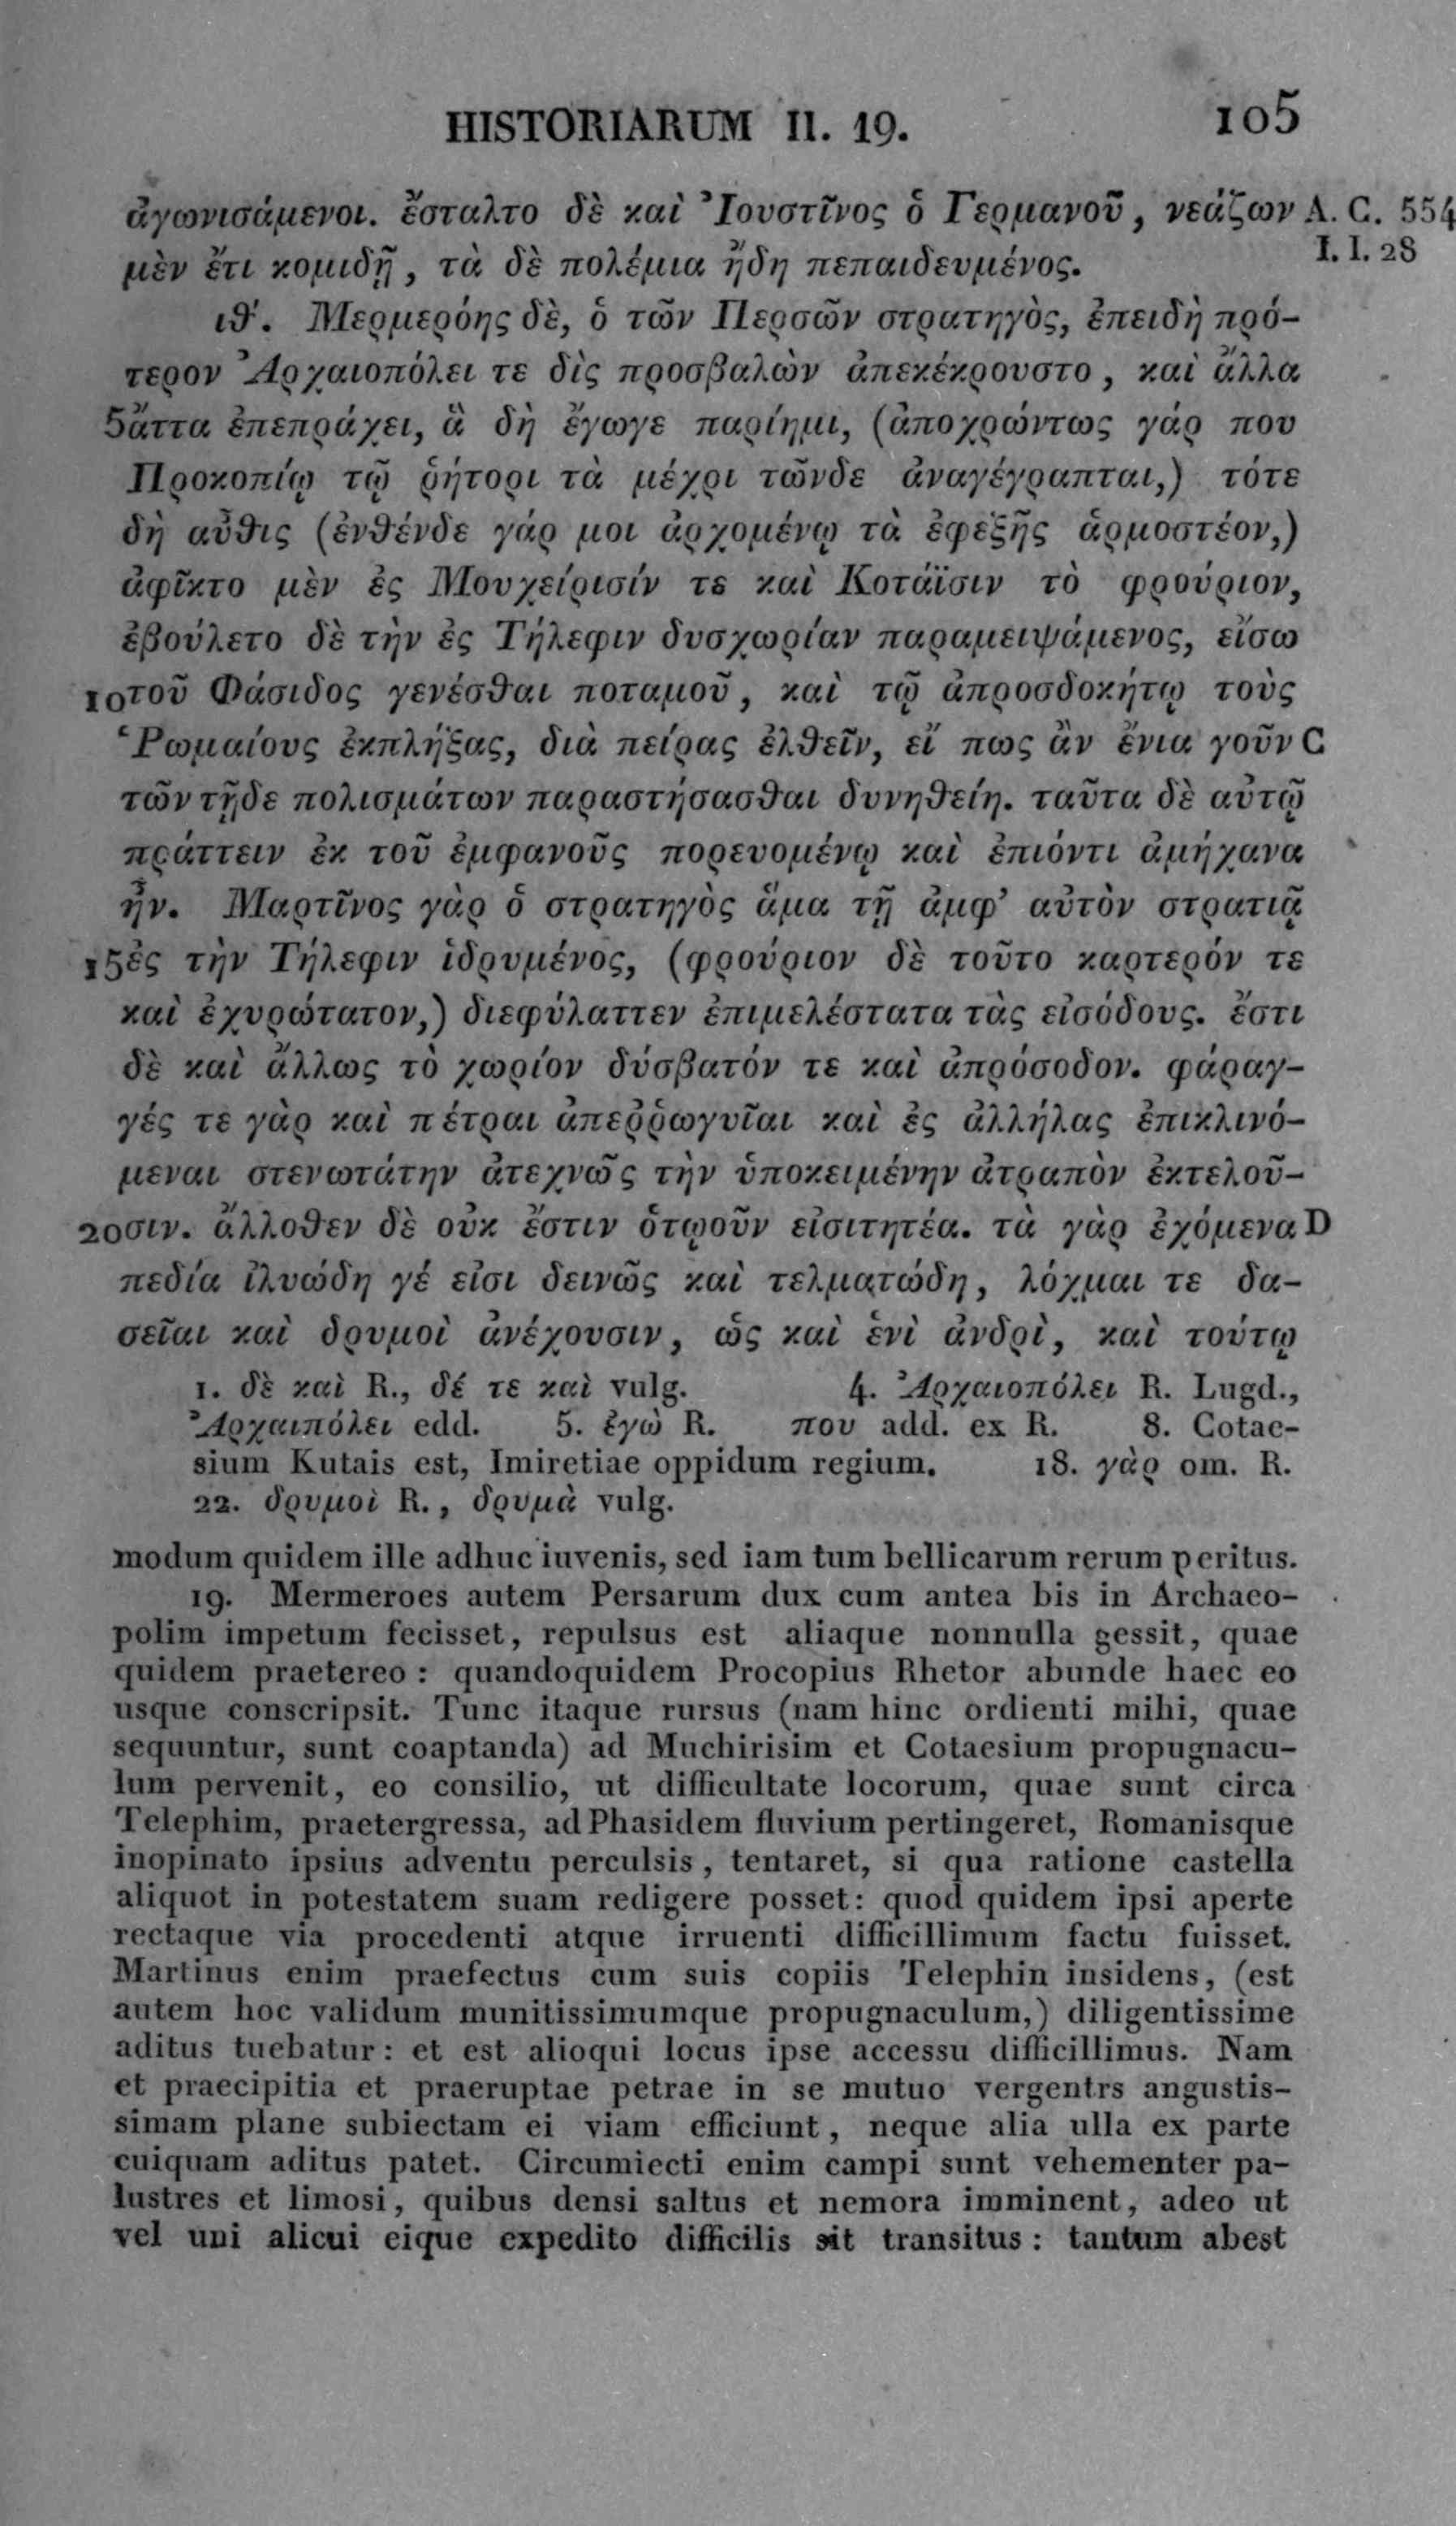 HISTORIARUM II. 19. 105
ἀγωνισάμενοι. ἔσταλτο δὲ καὶ Ἰουστῖνος ὁ Γερμανοῦ, νεάζων A. C. 554
μὲν ἔτι κομιδῇ, τὰ δὲ πολέμια ἤδη πεπαιδευμένος. I. I. 28
ιθ΄. Μερμερόης δὲ, ὁ τῶν Περσῶν στρατηγὸς, ἐπειδὴ πρό-
τερον Ἀρχαιοπόλει τε δὶς προσβαλὼν ἀπεκέκρουστο, καὶ ἄλλα
5 ἄττα ἐπεπράχει, ἃ δὴ ἔγωγε παρίημι, (ἀποχρώντως γάρ που
Προκοπίῳ τῷ ῥήτορι τὰ μέχρι τῶνδε ἀναγέγραπται,) τότε
δὴ αὖθις (ἐνθένδε γάρ μοι ἀρχομένῳ τὰ ἐφεξῆς ἁρμοστέον,)
ἀφῖκτο μὲν ἐς Μουχείρισίν τε καὶ Κοτάϊσιν τὸ φρούριον,
ἐβούλετο δὲ τὴν ἐς Τήλεφιν δυσχωρίαν παραμειψάμενος, εἴσω
10 τοῦ Φάσιδος γενέσθαι ποταμοῦ, καὶ τῷ ἀπροσδοκήτῳ τοὺς
Ῥωμαίους ἐκπλήξας, διὰ πείρας ἐλθεῖν, εἴ πως ἂν ἔνια γοῦν C
τῶν τῇδε πολισμάτων παραστήσασθαι δυνηθείη. ταῦτα δὲ αὐτῷ
πράττειν ἐκ τοῦ ἐμφανοῦς πορευομένῳ καὶ ἐπιόντι ἀμήχανα
ἦν. Μαρτῖνος γὰρ ὁ στρατηγὸς ἅμα τῇ ἀμφ’ αὐτὸν στρατιᾷ
15 ἐς τὴν Τήλεφιν ἱδρυμένος, (φρούριον δὲ τοῦτο καρτερόν τε
καὶ ἐχυρώτατον,) διεφύλαττεν ἐπιμελέστατα τὰς εἰσόδους. ἔστι
δὲ καὶ ἄλλως τὸ χωρίον δύσβατόν τε καὶ ἀπρόσοδον. φάραγ-
γές τε γὰρ καὶ πέτραι ἀπεῤῥωγυῖαι καὶ ἐς ἀλλήλας ἐπικλινό-
μεναι στενωτάτην ἀτεχνῶς τὴν ὑποκειμένην ἀτραπὸν ἐκτελοῦ-
20 σιν. ἄλλοθεν δὲ οὐκ ἔστιν ὁτῳοῦν εἰσιτητέα. τὰ γὰρ ἐχόμενα D
πεδία ἰλυώδη γέ εἰσι δεινῶς καὶ τελματώδη, λόχμαι τε δα-
σεῖαι καὶ δρυμοὶ ἀνέχουσιν, ὡς καὶ ἑνὶ ἀνδρὶ, καὶ τούτῳ
1. δὲ καὶ R., δέ τε καὶ vulg. 4. Ἀρχαιοπόλει R. Lugd.,
Ἀρχαιπόλει edd. 5. ἐγὼ R. που add. ex R. 8. Cotae-
sium Kutais est, Imiretiae oppidum regium. 18. γὰρ om. R.
22. δρυμοὶ R., δρυμὰ vulg.
modum quidem ille adhuc iuvenis, sed iam tum bellicarum rerum peritus.
19. Mermeroes autem Persarum dux cum antea bis in Archaeo-
polim impetum fecisset, repulsus est aliaque nonnulla gessit, quae
quidem praetereo : quandoquidem Procopius Rhetor abunde haec eo
usque conscripsit. Tunc itaque rursus (nam hinc ordienti mihi, quae
sequuntur, sunt coaptanda) ad Muchirisim et Cotaesium propugnacu-
lum pervenit, eo consilio, ut difficultate locorum, quae sunt circa
Telephim, praetergressa, ad Phasidem fluvium pertingeret, Romanisque
inopinato ipsius adventu perculsis, tentaret, si qua ratione castella
aliquot in potestatem suam redigere posset: quod quidem ipsi aperte
rectaque via procedenti atque irruenti difficillimum factu fuisset.
Martinus enim praefectus cum suis copiis Telephin insidens, (est
autem hoc validum munitissimumque propugnaculum,) diligentissime
aditus tuebatur : et est alioqui locus ipse accessu difficillimus. Nam
et praecipitia et praeruptae petrae in se mutuo vergentrs angustis-
simam plane subiectam ei viam efficiunt, neque alia ulla ex parte
cuiquam aditus patet. Circumiecti enim campi sunt vehementer pa-
lustres et limosi, quibus densi saltus et nemora imminent, adeo ut
vel uni alicui eique expedito difficilis sit transitus : tantum abest